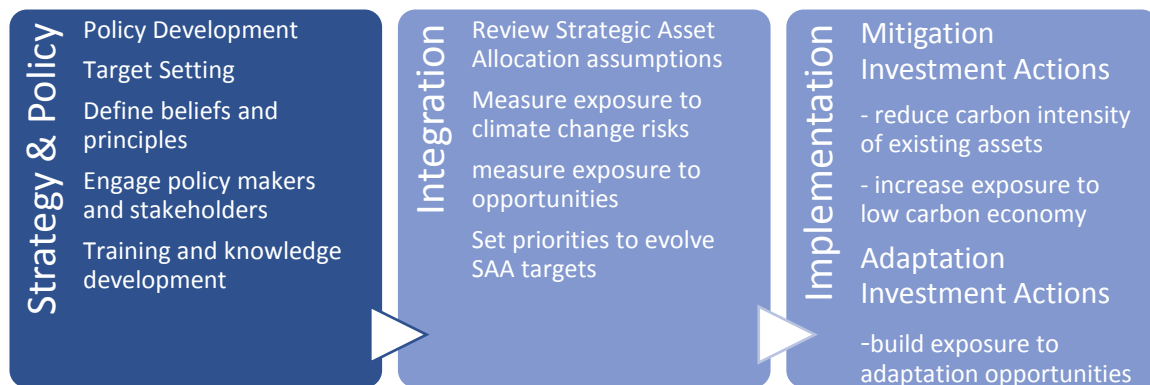 Strategy & Policy
Policy Development
Target Setting
Define beliefs and
principles
Engage policy makers
and stakeholders
Training and knowledge
development
Integration
Review Strategic Asset
Allocation assumptions
Measure exposure to
climate change risks
measure exposure to
opportunities
Set priorities to evolve
SAA targets
Implementation
Mitigation
Investment Actions
- reduce carbon intensity
of existing assets
- increase exposure to
low carbon economy
Adaptation
Investment Actions
-build exposure to
adaptation opportunities